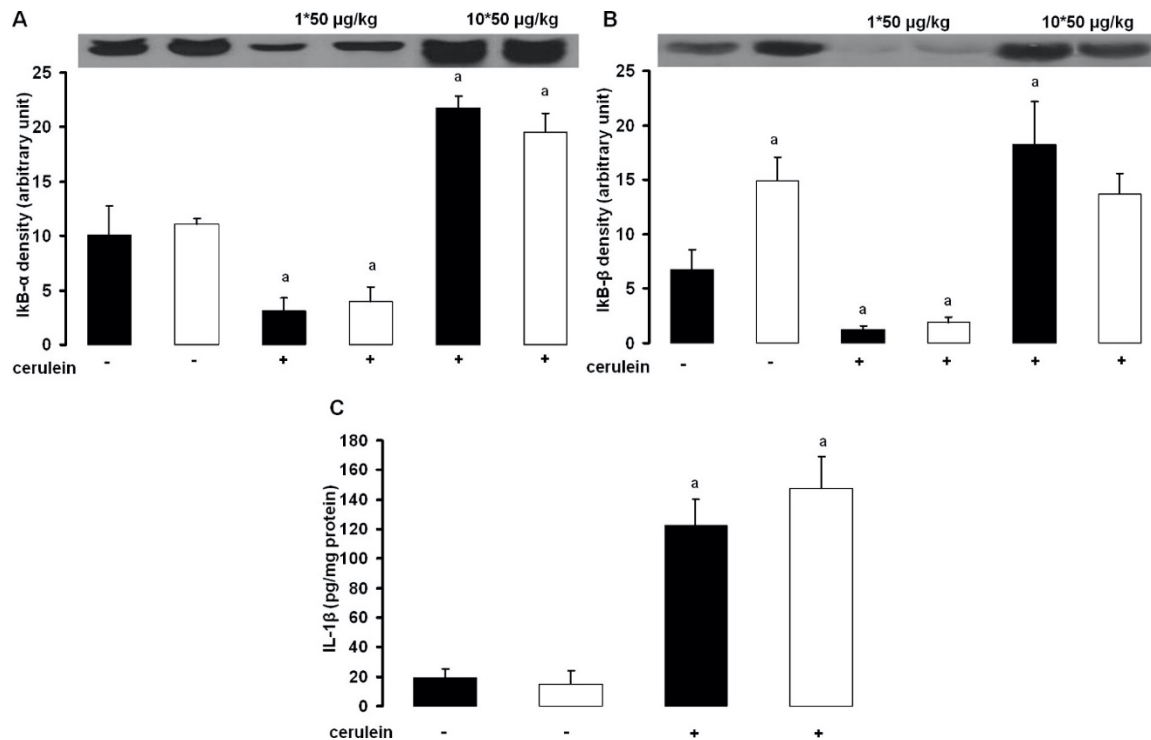 A
1*50 µg/kg
10*50 µg/kg
IkB-α density (arbitrary unit)
25
20
15
10
5
0
a
a
a
a
cerulein - - + + + +
B
1*50 µg/kg
10*50 µg/kg
IkB-β density (arbitrary unit)
25
20
15
10
5
0
a
a
a
a
cerulein - - + + + +
C
IL-1β (pg/mg protein)
180
160
140
120
100
80
60
40
20
0
a
a
cerulein - - + +